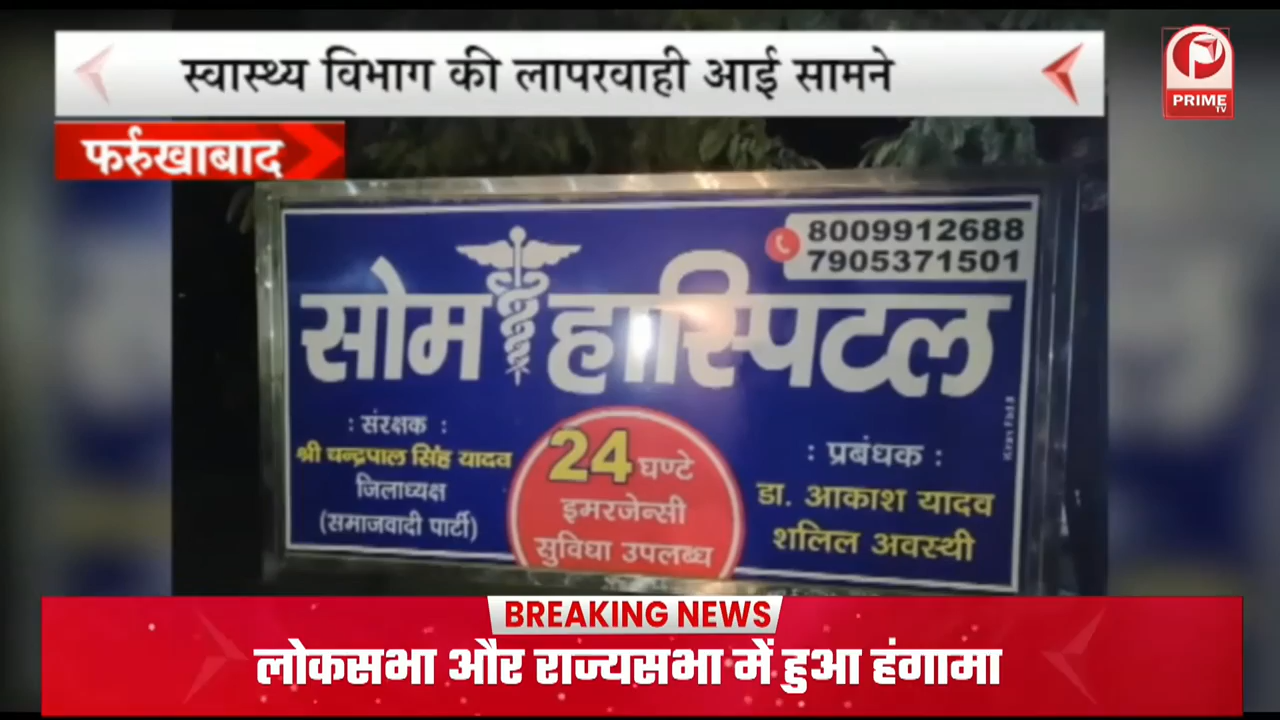 स्वास्थ्य विभाग की लापरवाही आई सामने
PRIME
TV
फर्रुखाबाद
8009912688
7905371501
सोम हास्पिटल
: संरक्षक :
श्री चन्द्रपाल सिंह यादव
जिलाध्यक्ष
(समाजवादी पार्टी)
24 घण्टे
इमरजेन्सी
सुविधा उपलब्ध
: प्रबंधक :
डा. आकाश यादव
शलिल अवस्थी
BREAKING NEWS
लोकसभा और राज्यसभा में हुआ हंगामा